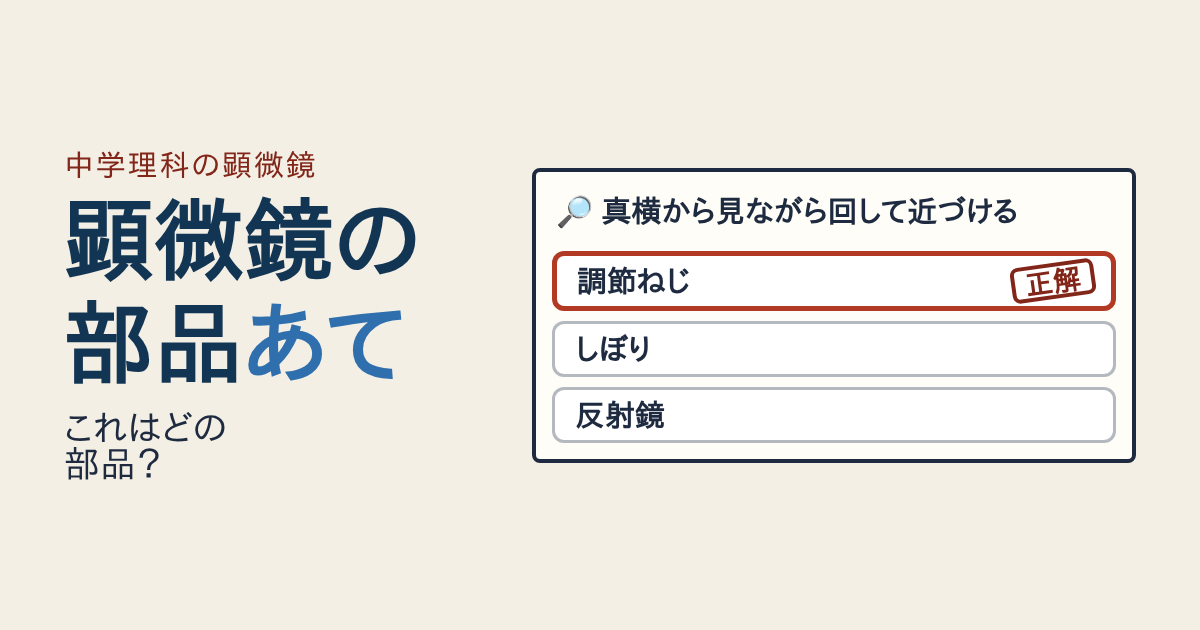 中学理科の顕微鏡
顕微鏡の
部品あて
これはどの
部品？
🔎 真横から見ながら回して近づける
調節ねじ
正解
しぼり
反射鏡